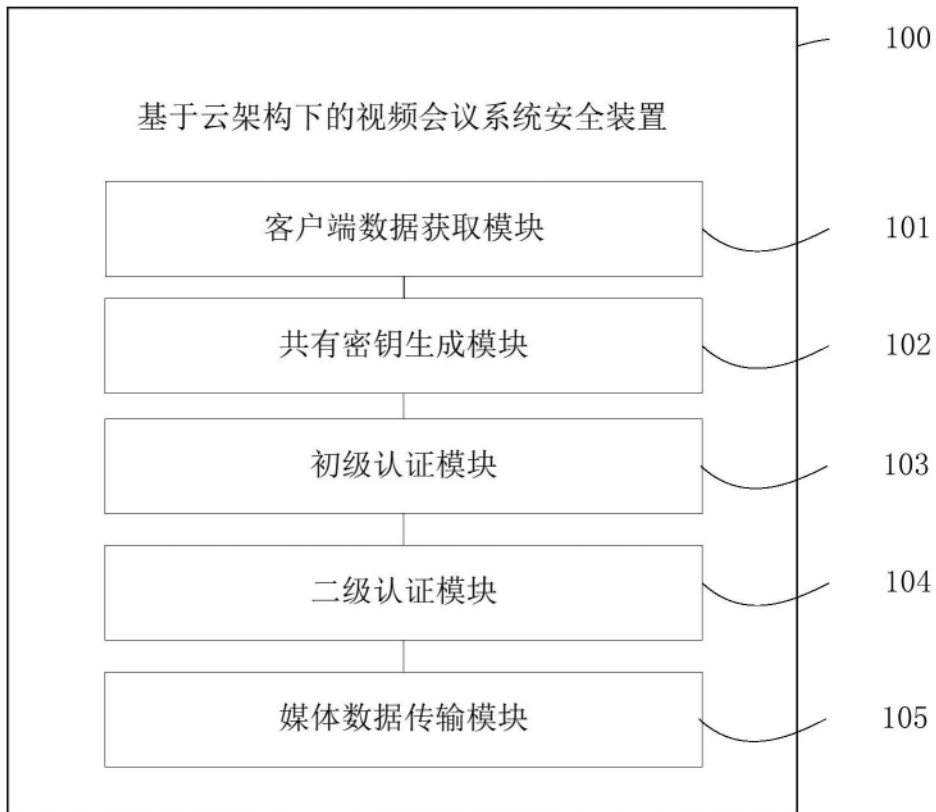 100
基于云架构下的视频会议系统安全装置
客户端数据获取模块
101
共有密钥生成模块
102
初级认证模块
103
二级认证模块
104
媒体数据传输模块
105